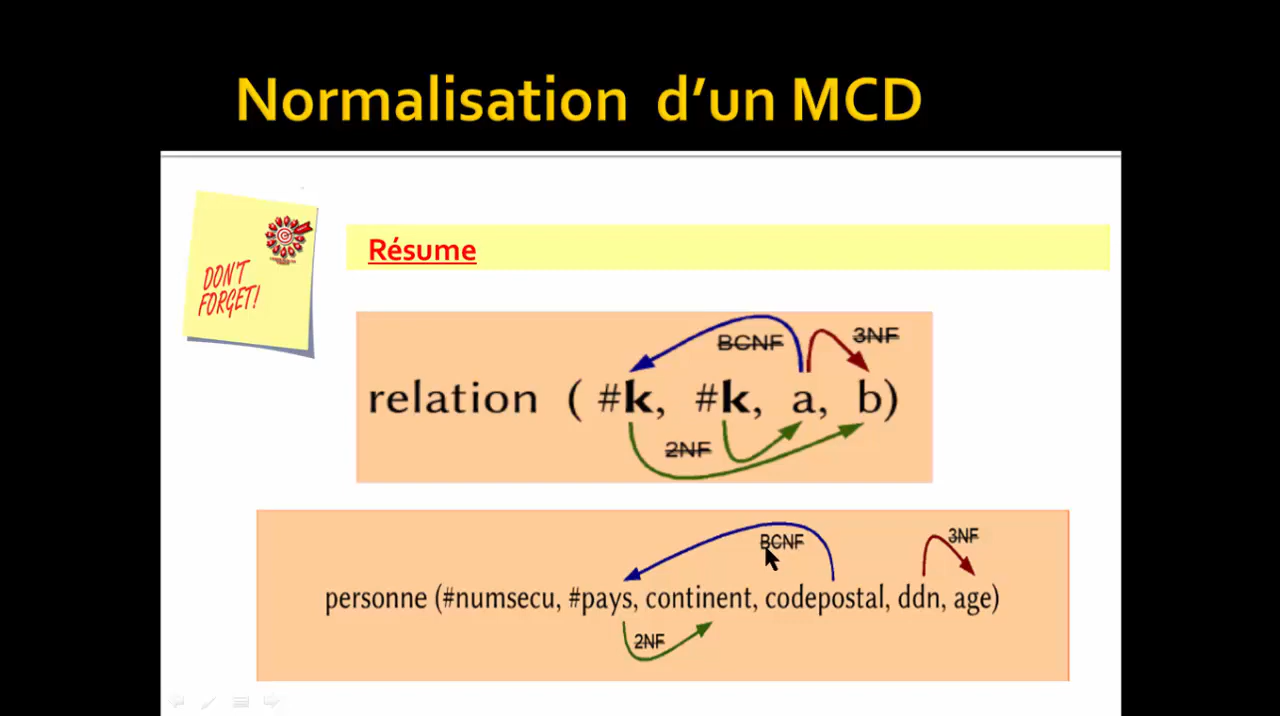 Normalisation d’un MCD
DON'T
FORGET!
Résume
BCNF
3NF
relation ( #k, #k, a, b)
2NF
BCNF
3NF
personne (#numsecu, #pays, continent, codepostal, ddn, age)
2NF